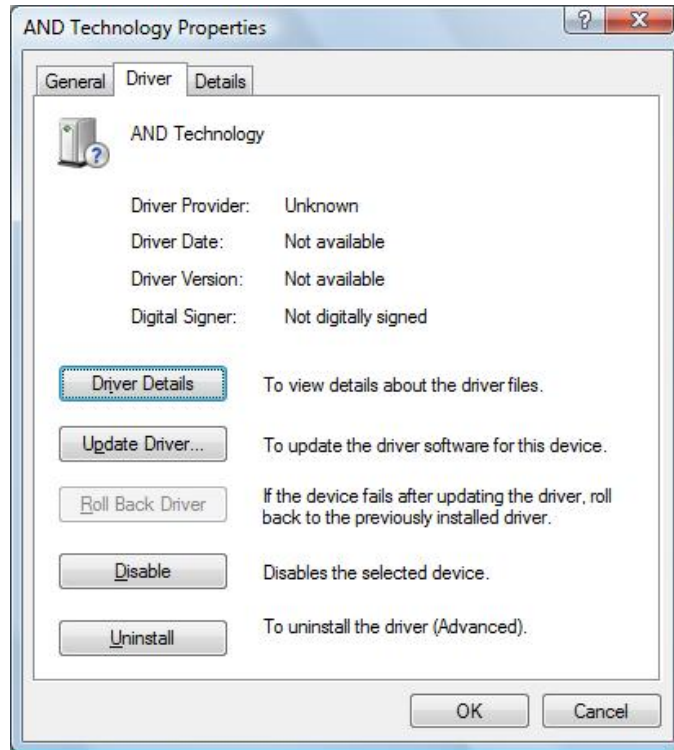 AND Technology Properties
General Driver Details
AND Technology
Driver Provider: Unknown
Driver Date: Not available
Driver Version: Not available
Digital Signer: Not digitally signed
Driver Details To view details about the driver files.
Update Driver... To update the driver software for this device.
Roll Back Driver If the device fails after updating the driver, roll
back to the previously installed driver.
Disable Disables the selected device.
Uninstall To uninstall the driver (Advanced).
OK Cancel